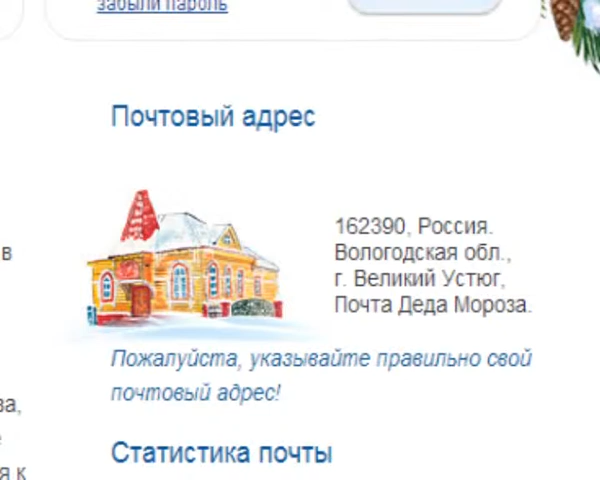 забыли пароль
Почтовый адрес
в
162390, Россия.
Вологодская обл.,
г. Великий Устюг,
Почта Деда Мороза.
Пожалуйста, указывайте правильно свой
почтовый адрес!
ва,
Статистика почты
я к